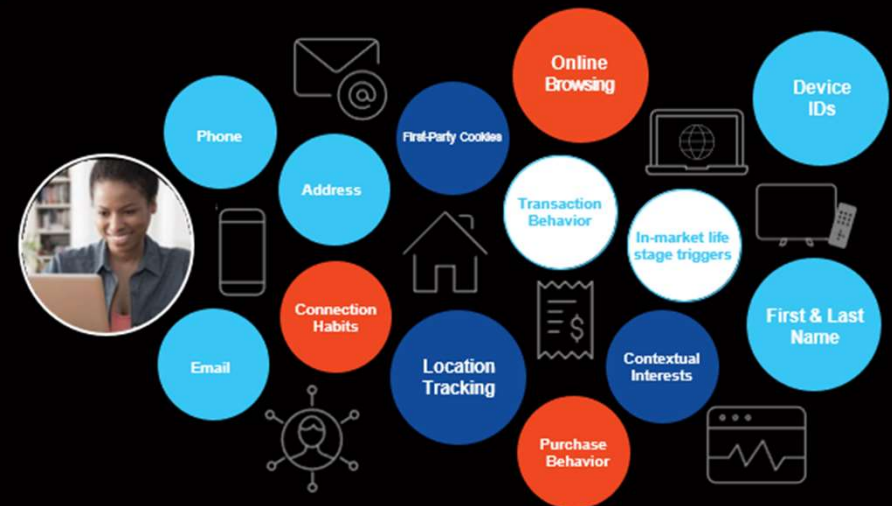 Online
Browsing
Device
IDs
Phone
First-Party Cookies
Address
Transaction
Behavior
In-market life
stage triggers
Connection
Habits
First & Last
Name
Email
Location
Tracking
Contextual
Interests
Purchase
Behavior